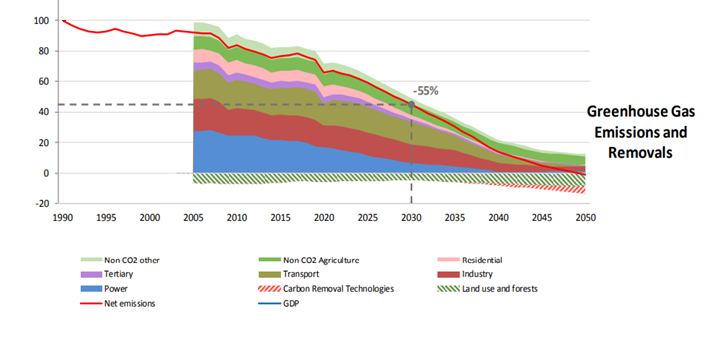 100
80
-55%
60
40
20
0
-20
Greenhouse Gas
Emissions and
Removals
1990 1995 2000 2005 2010 2015 2020 2025 2030 2035 2040 2045 2050
Non CO2 other Non CO2 Agriculture Residential
Tertiary Transport Industry
Power Carbon Removal Technologies Land use and forests
Net emissions GDP